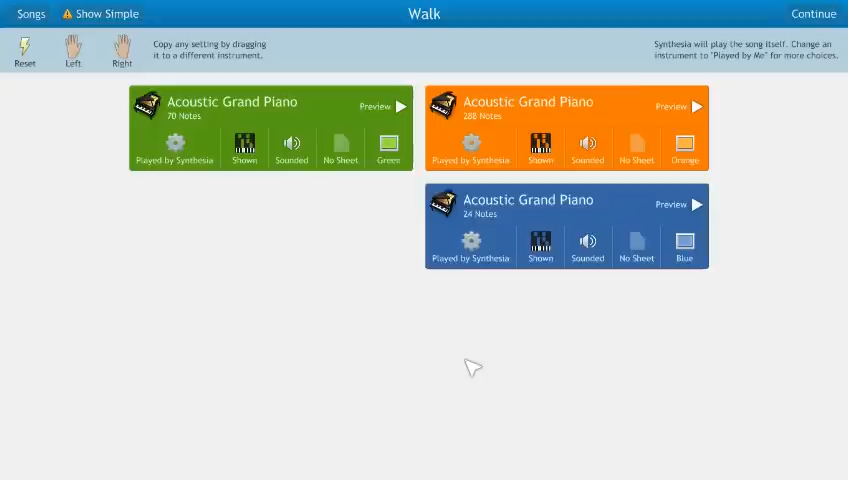 Songs
Show Simple
Walk
Continue
Reset
Left
Right
Copy any setting by dragging
it to a different instrument.
Synthesia will play the song itself. Change an
instrument to "Played by Me" for more choices.
Acoustic Grand Piano
70 Notes
Preview
Played by Synthesia
Shown
Sounded
No Sheet
Green
Acoustic Grand Piano
288 Notes
Preview
Played by Synthesia
Shown
Sounded
No Sheet
Orange
Acoustic Grand Piano
24 Notes
Preview
Played by Synthesia
Shown
Sounded
No Sheet
Blue